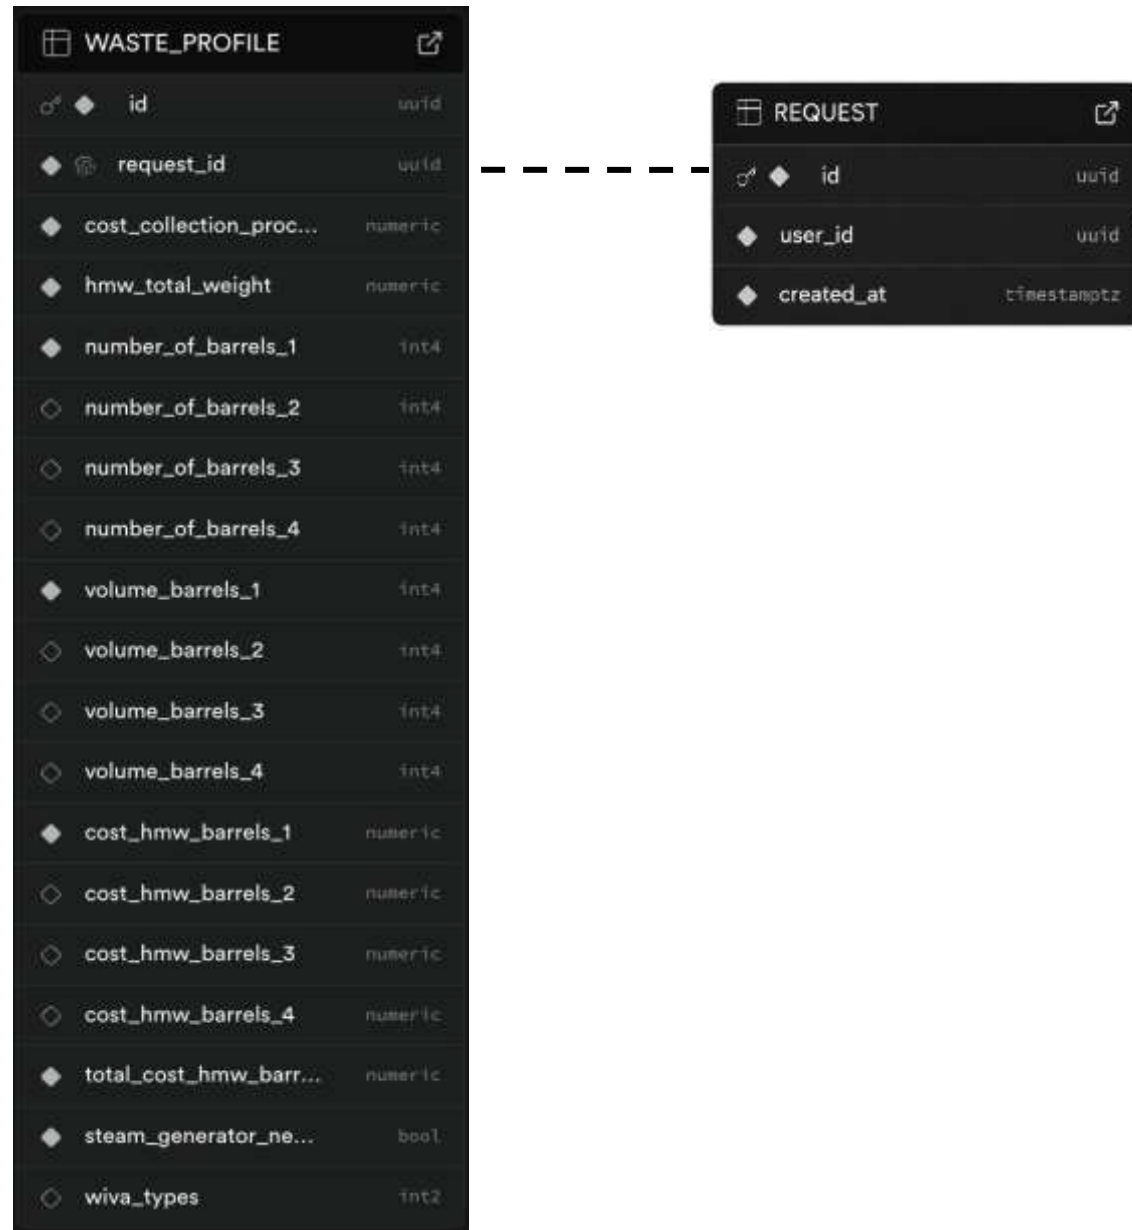 WASTE_PROFILE
id uuid
request_id uuid
cost_collection_proc... numeric
hmw_total_weight numeric
number_of_barrels_1 int4
number_of_barrels_2 int4
number_of_barrels_3 int4
number_of_barrels_4 int4
volume_barrels_1 int4
volume_barrels_2 int4
volume_barrels_3 int4
volume_barrels_4 int4
cost_hmw_barrels_1 numeric
cost_hmw_barrels_2 numeric
cost_hmw_barrels_3 numeric
cost_hmw_barrels_4 numeric
total_cost_hmw_barr... numeric
steam_generator_ne... bool
wiva_types int2
REQUEST
id uuid
user_id uuid
created_at timestamptz